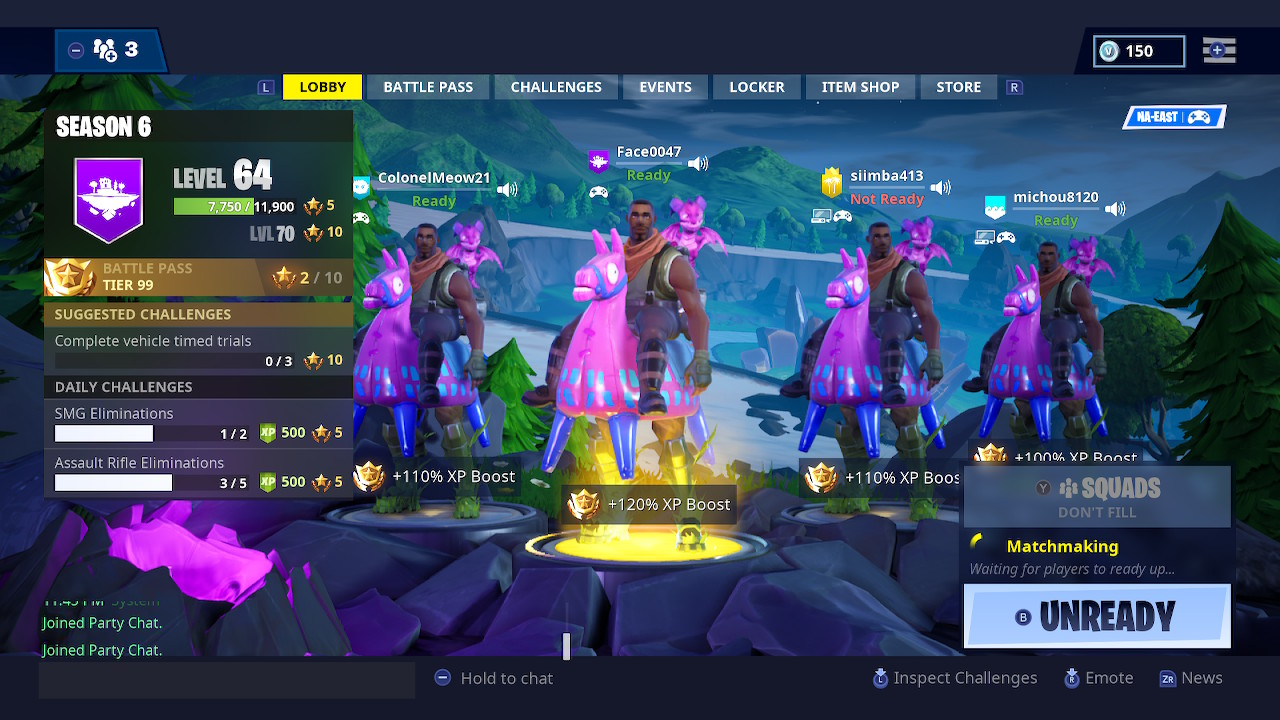 3
V 150
L LOBBY BATTLE PASS CHALLENGES EVENTS LOCKER ITEM SHOP STORE R
NA-EAST
SEASON 6
LEVEL 64
7,750 / 11,900 5
LVL 70 10
BATTLE PASS
TIER 99
2 / 10
SUGGESTED CHALLENGES
Complete vehicle timed trials
0 / 3 10
DAILY CHALLENGES
SMG Eliminations
1 / 2 XP 500 5
Assault Rifle Eliminations
3 / 5 XP 500 5
ColonelMeow21
Ready
Face0047
Ready
siimba413
Not Ready
michou8120
Ready
+110% XP Boost
+120% XP Boost
+110% XP Boos
+100% XP Boost
Y SQUADS
DON'T FILL
Matchmaking
Waiting for players to ready up...
B UNREADY
System
Joined Party Chat.
Joined Party Chat.
Hold to chat
L Inspect Challenges
R Emote
ZR News